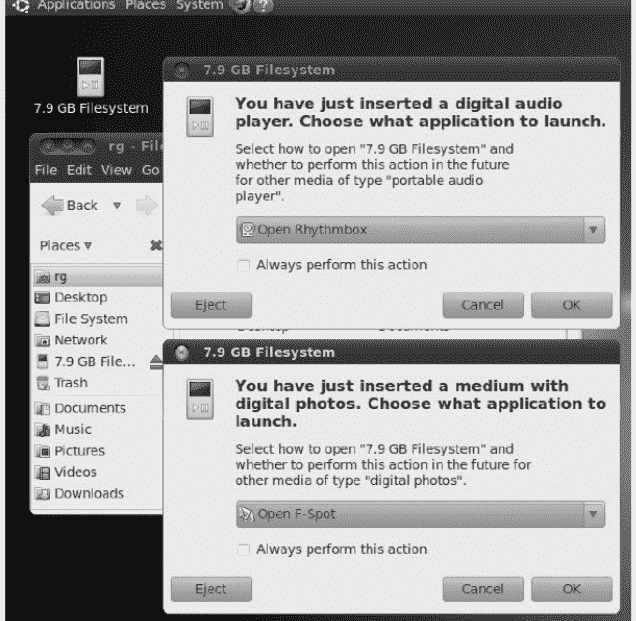 Applications Places System
7.9 GB Filesystem
7.9 GB Filesystem
You have just inserted a digital audio
player. Choose what application to launch.
Select how to open "7.9 GB Filesystem" and
whether to perform this action in the future
for other media of type "portable audio
player".
Open Rhythmbox
Always perform this action
Eject Cancel OK
rg - Fil
File Edit View Go
Back
Places
rg
Desktop
File System
Network
7.9 GB File...
Trash
Documents
Music
Pictures
Videos
Downloads
7.9 GB Filesystem
You have just inserted a medium with
digital photos. Choose what application to
launch.
Select how to open "7.9 GB Filesystem" and
whether to perform this action in the future for
other media of type "digital photos".
Open F-Spot
Always perform this action
Eject Cancel OK